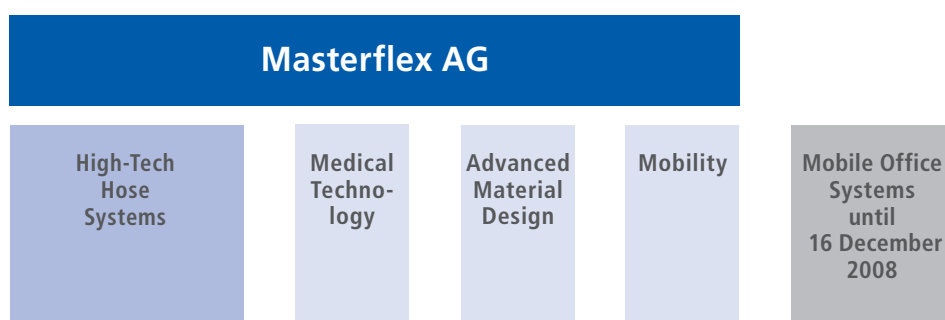 Masterflex AG
High-Tech
Hose
Systems
Medical
Techno-
logy
Advanced
Material
Design
Mobility
Mobile Office
Systems
until
16 December
2008